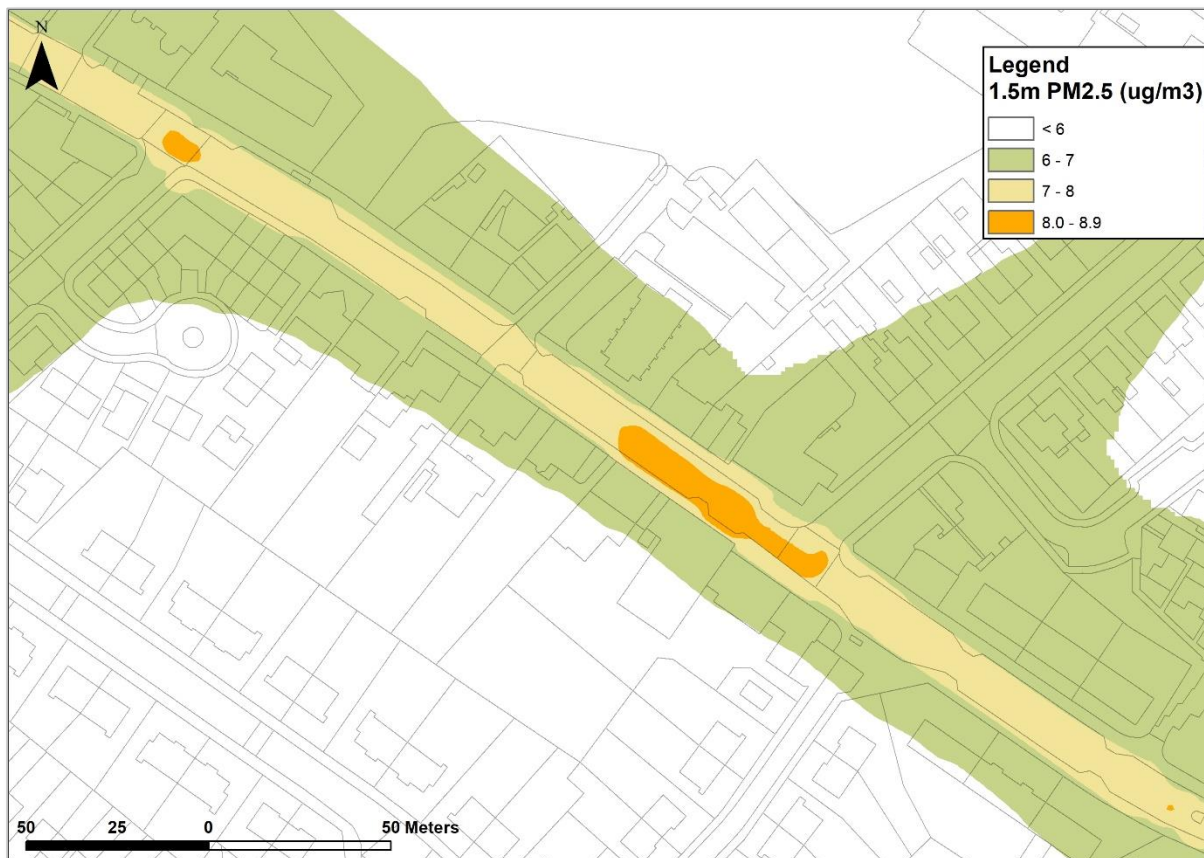 N
Legend
1.5m PM2.5 (ug/m3)
< 6
6 - 7
7 - 8
8.0 - 8.9
50 25 0 50 Meters